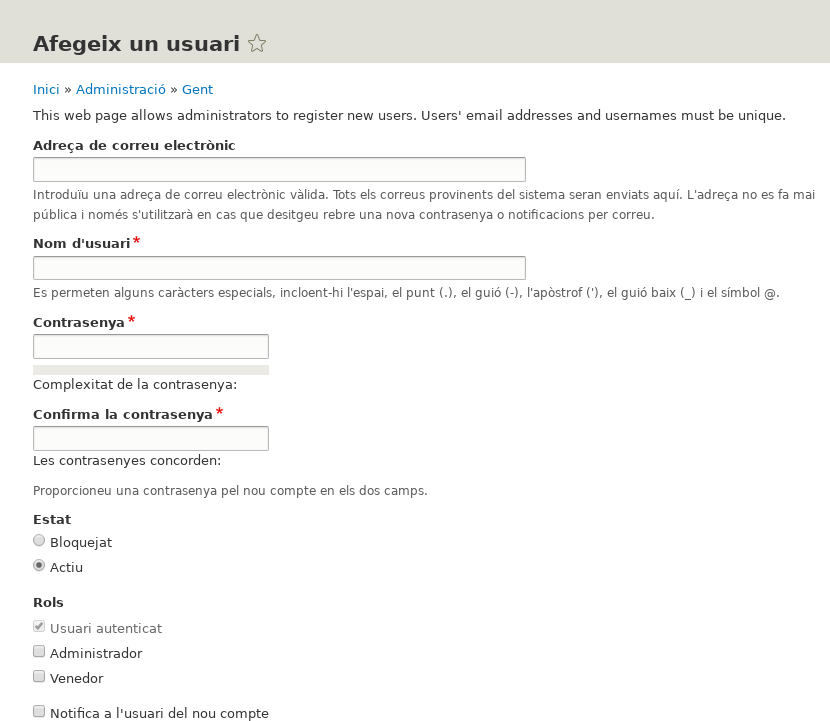 Afegeix un usuari
Inici » Administració » Gent
This web page allows administrators to register new users. Users' email addresses and usernames must be unique.
Adreça de correu electrònic
Introduïu una adreça de correu electrònic vàlida. Tots els correus provinents del sistema seran enviats aquí. L'adreça no es fa mai
pública i només s'utilitzarà en cas que desitgeu rebre una nova contrasenya o notificacions per correu.
Nom d'usuari*
Es permeten alguns caràcters especials, incloent-hi l'espai, el punt (.), el guió (-), l'apòstrof ('), el guió baix (_) i el símbol @.
Contrasenya*
Complexitat de la contrasenya:
Confirma la contrasenya*
Les contrasenyes concorden:
Proporcioneu una contrasenya pel nou compte en els dos camps.
Estat
Bloquejat
Actiu
Rols
Usuari autenticat
Administrador
Venedor
Notifica a l'usuari del nou compte